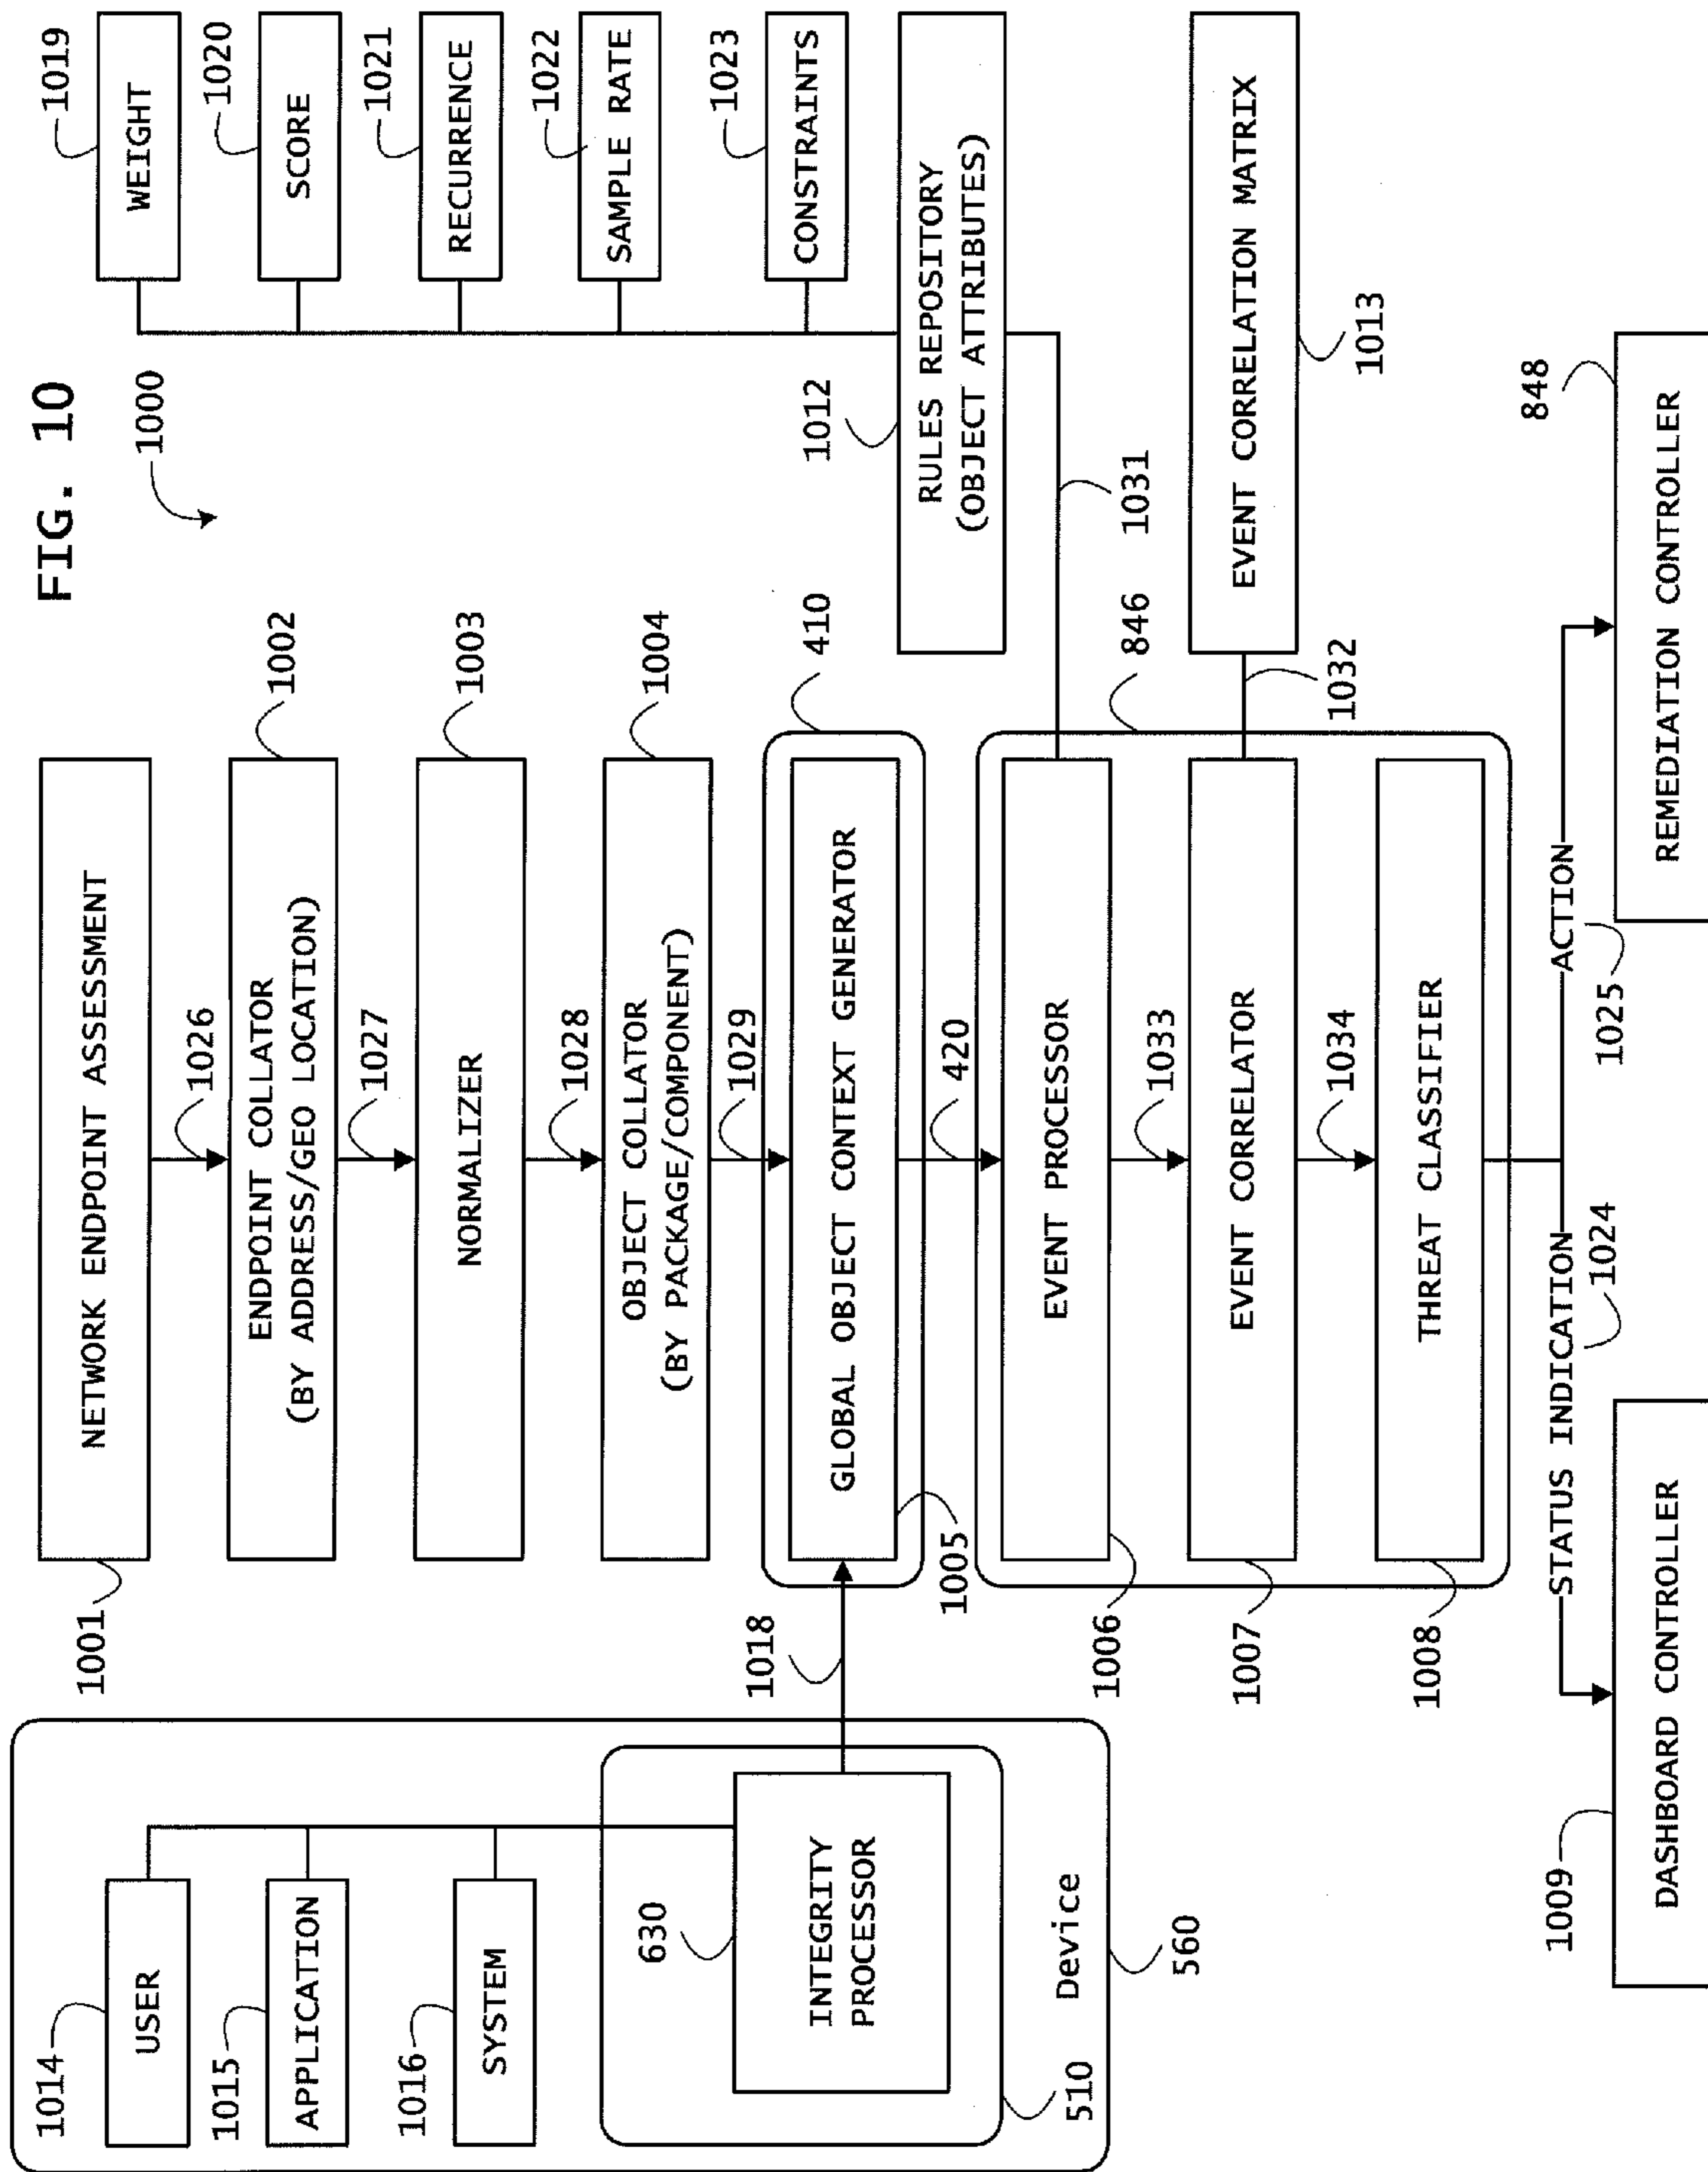 FIG. 10
1000
1014
USER
1015
APPLICATION
1016
SYSTEM
630
INTEGRITY
PROCESSOR
Device
510
560
1018
1001
NETWORK ENDPOINT ASSESSMENT
1026
ENDPOINT COLLATOR
(BY ADDRESS/GEO LOCATION)
1002
1027
NORMALIZER
1003
1028
OBJECT COLLATOR
(BY PACKAGE/COMPONENT)
1004
1029
GLOBAL OBJECT CONTEXT GENERATOR
410
1005
420
EVENT PROCESSOR
1006
846
1033
EVENT CORRELATOR
1007
1034
THREAT CLASSIFIER
1008
WEIGHT
1019
SCORE
1020
RECURRENCE
1021
SAMPLE RATE
1022
CONSTRAINTS
1023
1012
RULES REPOSITORY
(OBJECT ATTRIBUTES)
1031
EVENT CORRELATION MATRIX
1013
1032
STATUS INDICATION
1024
ACTION
1025
1009
DASHBOARD CONTROLLER
848
REMEDIATION CONTROLLER